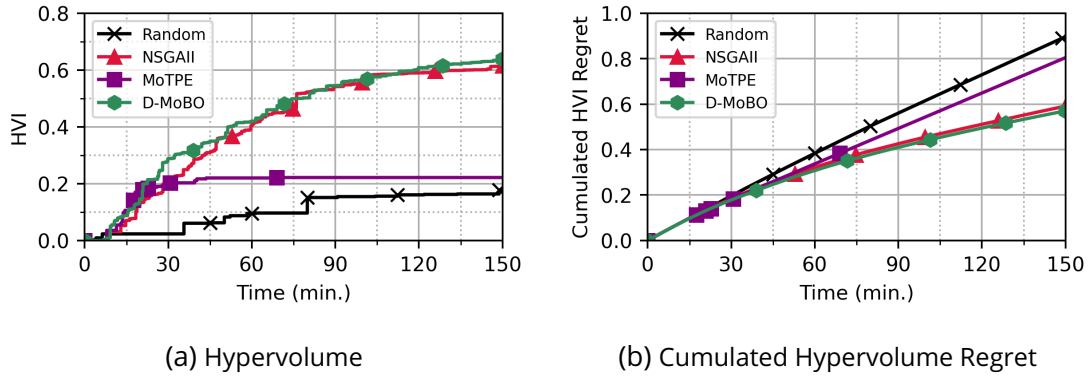 0.8
0.6
0.4
0.2
0.0
HVI
Random
NSGAII
MoTPE
D-MoBO
0 30 60 90 120 150
Time (min.)
(a) Hypervolume
1.0
0.8
0.6
0.4
0.2
0.0
Cumulated HVI Regret
Random
NSGAII
MoTPE
D-MoBO
0 30 60 90 120 150
Time (min.)
(b) Cumulated Hypervolume Regret